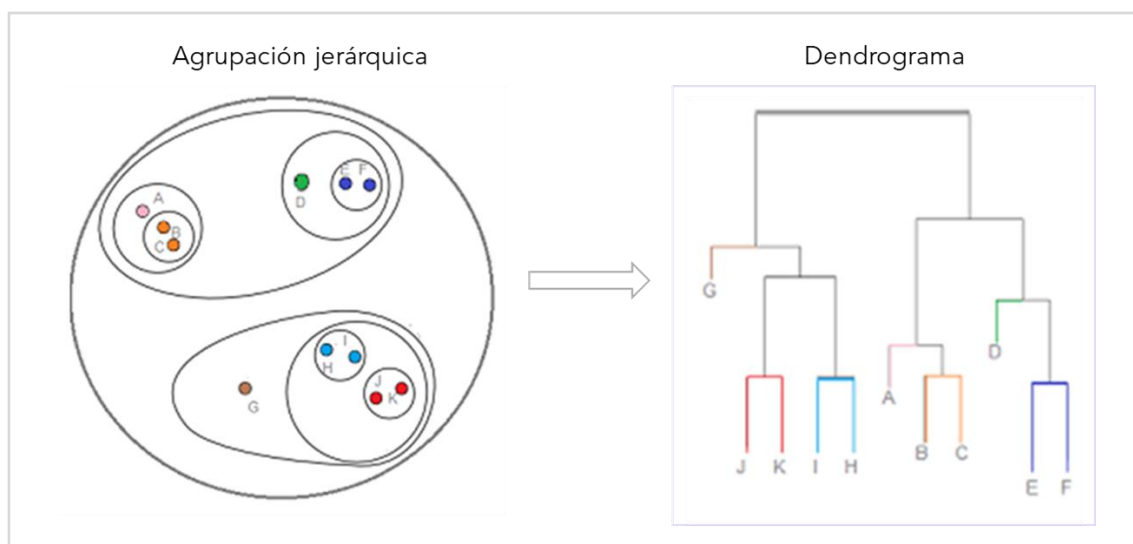 Agrupación jerárquica
Dendrograma
A
B
C
D
E F
G
H
I
J
K
G
D
A
J K I H B C
E F